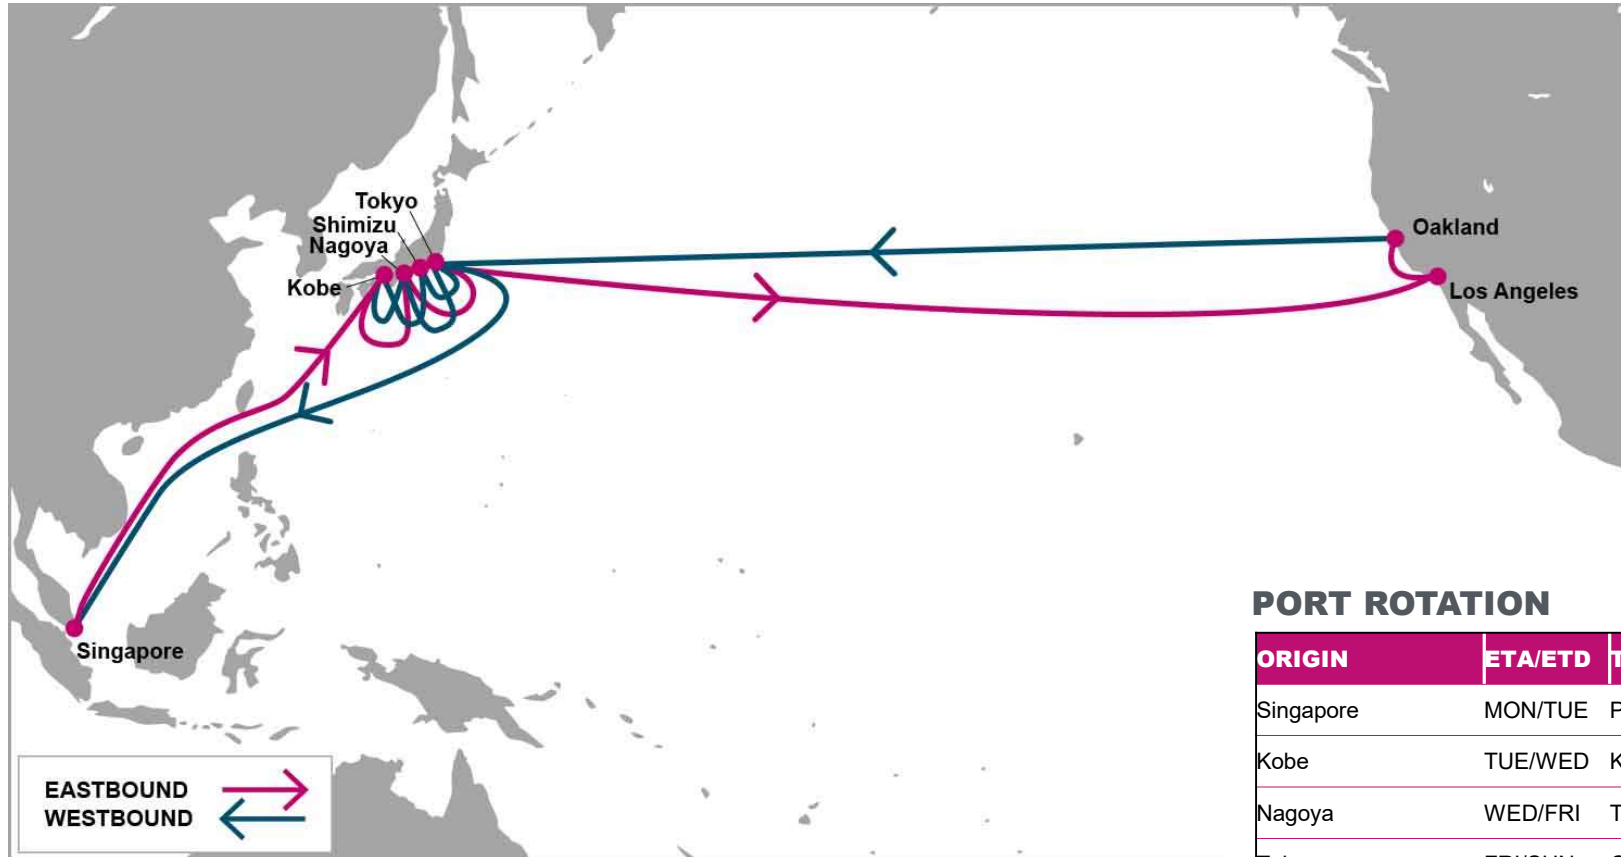 Tokyo
Shimizu
Nagoya
Kobe
Oakland
Los Angeles
Singapore
EASTBOUND
WESTBOUND
PORT ROTATION
ORIGIN ETA/ETD
Singapore MON/TUE
Kobe TUE/WED
Nagoya WED/FRI